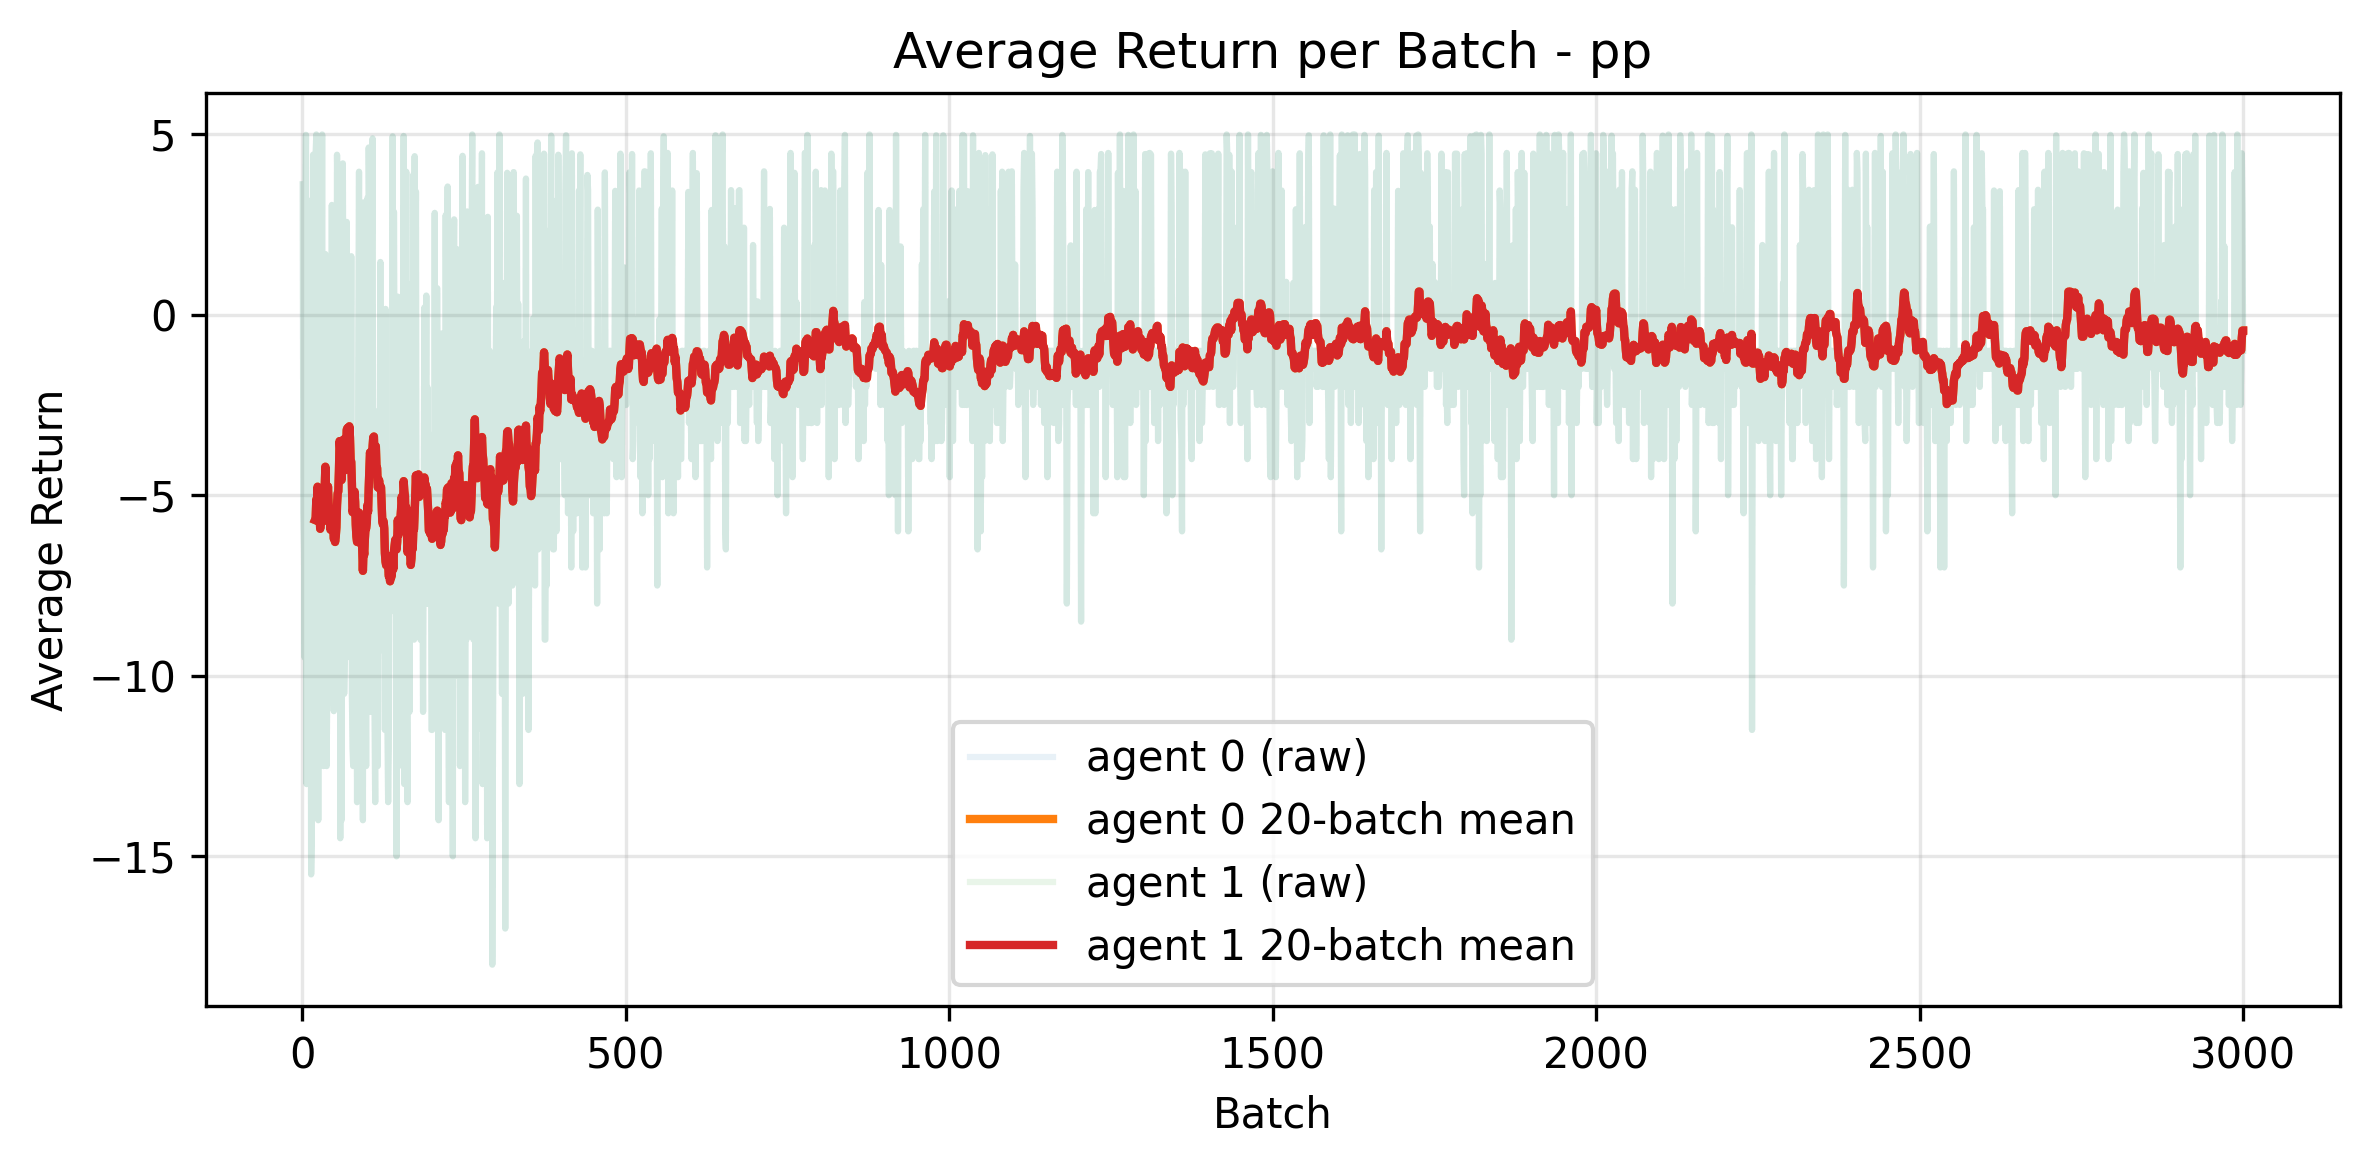 Average Return per Batch - pp
Average Return
5
0
−5
−10
−15
agent 0 (raw)
agent 0 20-batch mean
agent 1 (raw)
agent 1 20-batch mean
0 500 1000 1500 2000 2500 3000
Batch